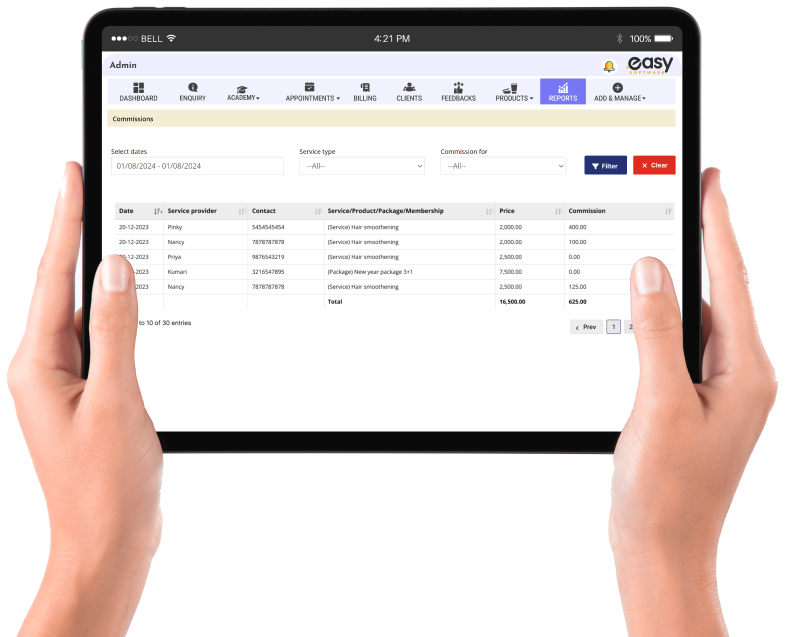 BELL 4:21 PM 100%
Admin easy
SOFTWARE
DASHBOARD ENQUIRY ACADEMY APPOINTMENTS BILLING CLIENTS FEEDBACKS PRODUCTS REPORTS ADD & MANAGE
Commissions
Select dates Service type Commission for
01/08/2024 - 01/08/2024 --All-- --All-- Filter × Clear
Date Service provider Contact Service/Product/Package/Membership Price Commission
20-12-2023 Pinky 5454545454 (Service) Hair smoothening 2,000.00 400.00
20-12-2023 Nancy 7878787878 (Service) Hair smoothening 2,000.00 100.00
-12-2023 Priya 9876543219 (Service) Hair smoothening 2,500.00 0.00
-2023 Kumari 3216547895 (Package) New year package 3+1 7,500.00 0.00
-2023 Nancy 7878787878 (Service) Hair smoothening 2,500.00 125.00
Total 16,500.00 625.00
to 10 of 30 entries ‹ Prev 1 2